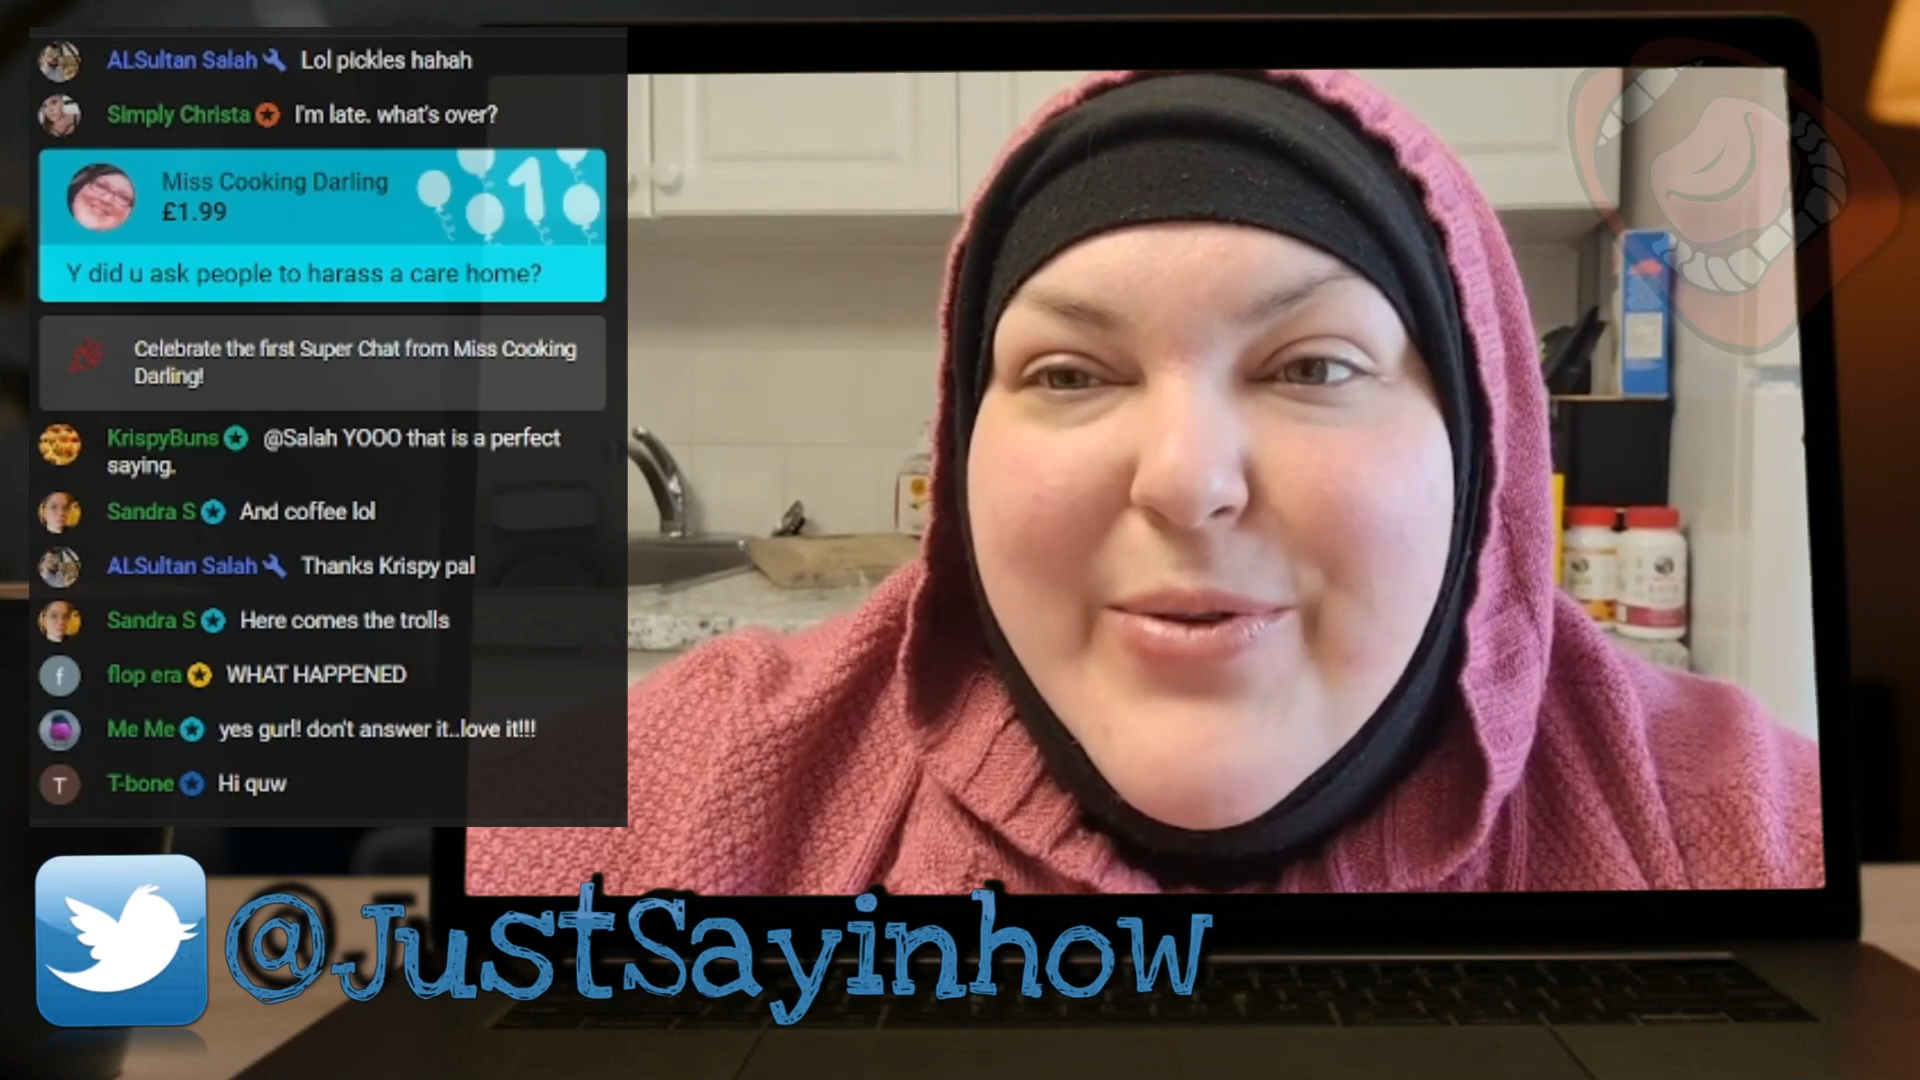 ALSultan Salah Lol pickles hahah
Simply Christa I'm late. what's over?
Miss Cooking Darling
£1.99
1
Y did u ask people to harass a care home?
Celebrate the first Super Chat from Miss Cooking
Darling!
KrispyBuns @Salah YOOO that is a perfect
saying.
Sandra S And coffee lol
ALSultan Salah Thanks Krispy pal
Sandra S Here comes the trolls
f flop era WHAT HAPPENED
Me Me yes gurl! don't answer it..love it!!!
T T-bone Hi quw
@JustSayinhow